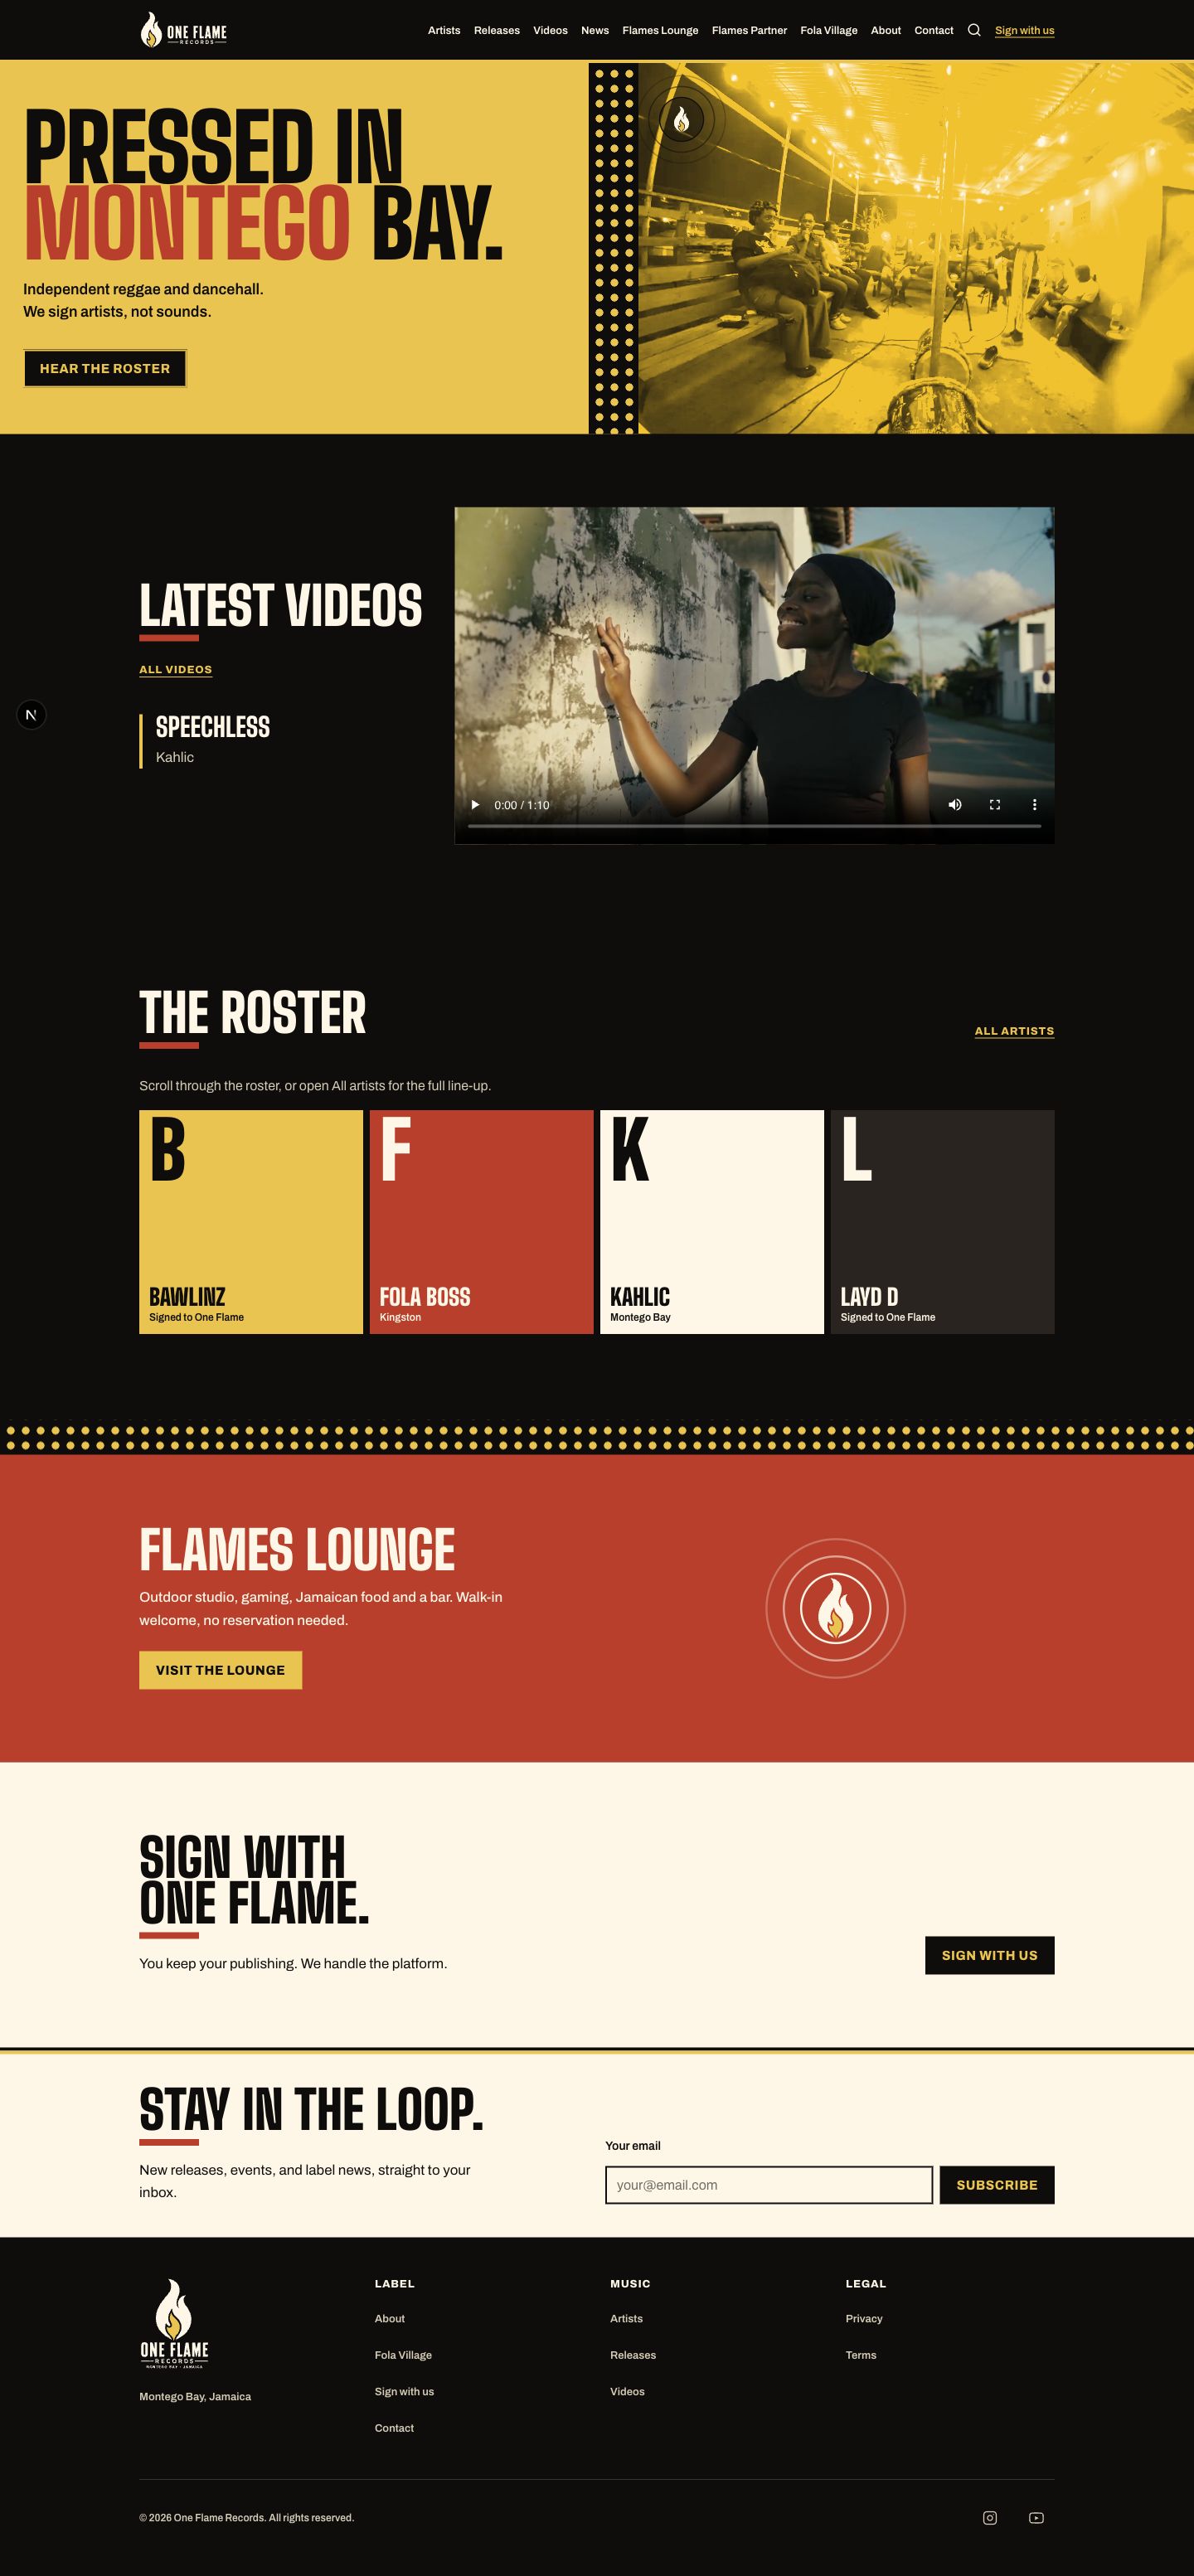 ONE FLAME
RECORDS
Artists Releases Videos News Flames Lounge Flames Partner Fola Village About Contact Sign with us
PRESSED IN
MONTEGO BAY.
Independent reggae and dancehall.
We sign artists, not sounds.
HEAR THE ROSTER
LATEST VIDEOS
ALL VIDEOS
SPEECHLESS
Kahlic
N
0:00 / 1:10
THE ROSTER
ALL ARTISTS
Scroll through the roster, or open All artists for the full line-up.
B
BAWLINZ
Signed to One Flame
F
FOLA BOSS
Kingston
K
KAHLIC
Montego Bay
L
LAYD D
Signed to One Flame
FLAMES LOUNGE
Outdoor studio, gaming, Jamaican food and a bar. Walk-in
welcome, no reservation needed.
VISIT THE LOUNGE
SIGN WITH
ONE FLAME.
You keep your publishing. We handle the platform.
SIGN WITH US
STAY IN THE LOOP.
New releases, events, and label news, straight to your
inbox.
Your email
your@email.com
SUBSCRIBE
ONE FLAME
RECORDS
MONTEGO BAY • JAMAICA
Montego Bay, Jamaica
LABEL
About
Fola Village
Sign with us
Contact
MUSIC
Artists
Releases
Videos
LEGAL
Privacy
Terms
© 2026 One Flame Records. All rights reserved.